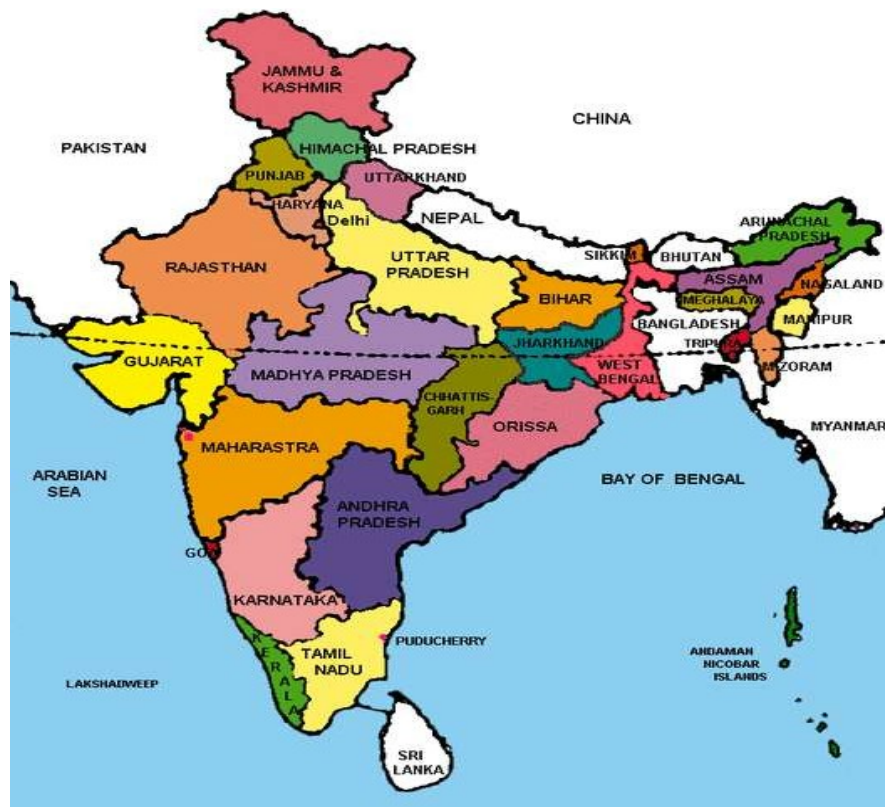 JAMMU &
KASHMIR
CHINA
PAKISTAN
HIMACHAL PRADESH
PUNJAB
UTTARKHAND
HARYANA
Delhi
NEPAL
ARUNACHAL
PRADESH
UTTAR
PRADESH
SIKKIM
BHUTAN
RAJASTHAN
ASSAM
NAGALAND
BIHAR
MEGHALAYA
BANGLADESH
MANIPUR
JHARKHAND
TRIPURA
GUJARAT
MADHYA PRADESH
WEST
BENGAL
MIZORAM
CHHATTIS-
GARH
ORISSA
MYANMAR
MAHARASTRA
ARABIAN
SEA
BAY OF BENGAL
ANDHRA
PRADESH
GOA
KARNATAKA
KERALA
TAMIL
NADU
PUDUCHERRY
ANDAMAN
NICOBAR
ISLANDS
LAKSHADWEEP
SRI
LANKA